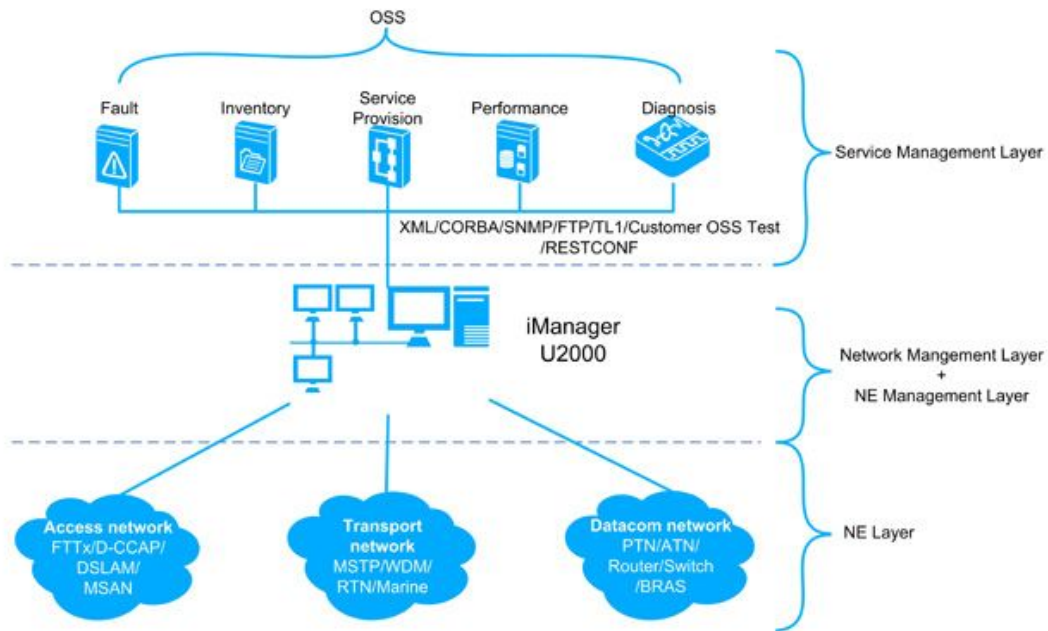 OSS
Fault
Inventory
Service
Provision
Performance
Diagnosis
Service Management Layer
XML/CORBA/SNMP/FTP/TL1/Customer OSS Test
/RESTCONF
iManager
U2000
Network Mangement Layer
+
NE Management Layer
Access network
FTTx/D-CCAP/
DSLAM/
MSAN
Transport
network
MSTP/WDM/
RTN/Marine
Datacom network
PTN/ATN/
Router/Switch
/BRAS
NE Layer